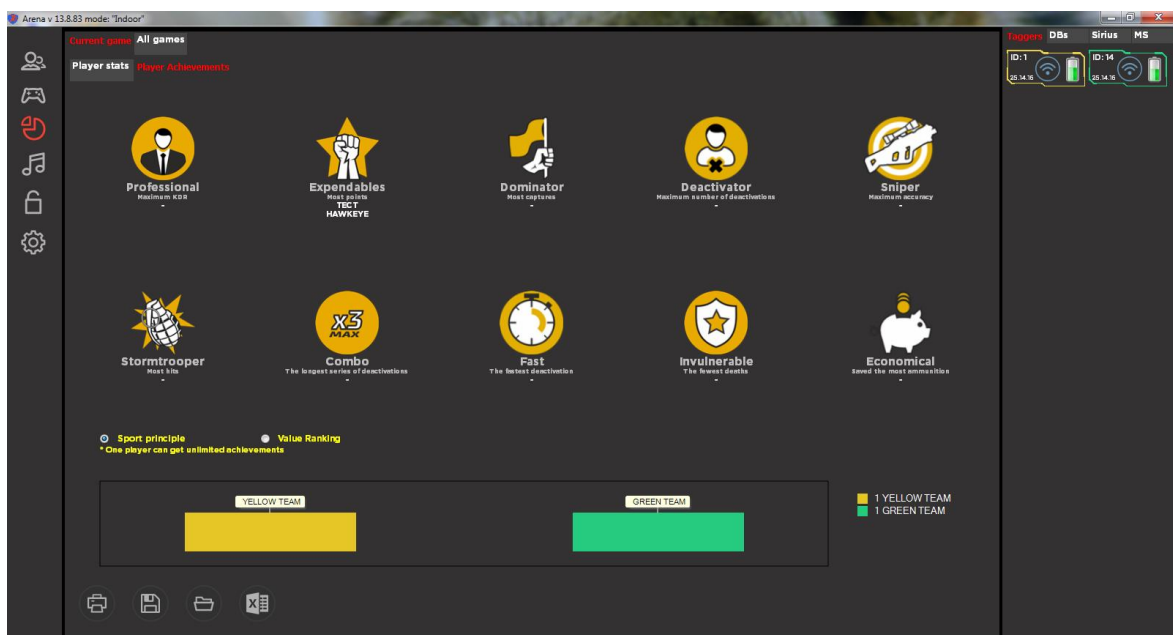 Arena v 13.8.83 mode: "Indoor"
Current game All games
Player stats Player Achievements
Taggers DBs Sirius MS
ID: 1
25.14.16
ID: 14
25.14.16
Professional
Maximum KDR
-
Expendables
Most points
TECT
HAWKEYE
Dominator
Most captures
-
Deactivator
Maximum number of deactivations
-
Sniper
Maximum accuracy
-
Stormtrooper
Most hits
-
x3
MAX
Combo
The longest series of deactivations
-
Fast
The fastest deactivation
-
Invulnerable
The fewest deaths
-
Economical
Saved the most ammunition
-
Sport principle Value Ranking
* One player can get unlimited achievements
YELLOW TEAM
GREEN TEAM
1 YELLOW TEAM
1 GREEN TEAM